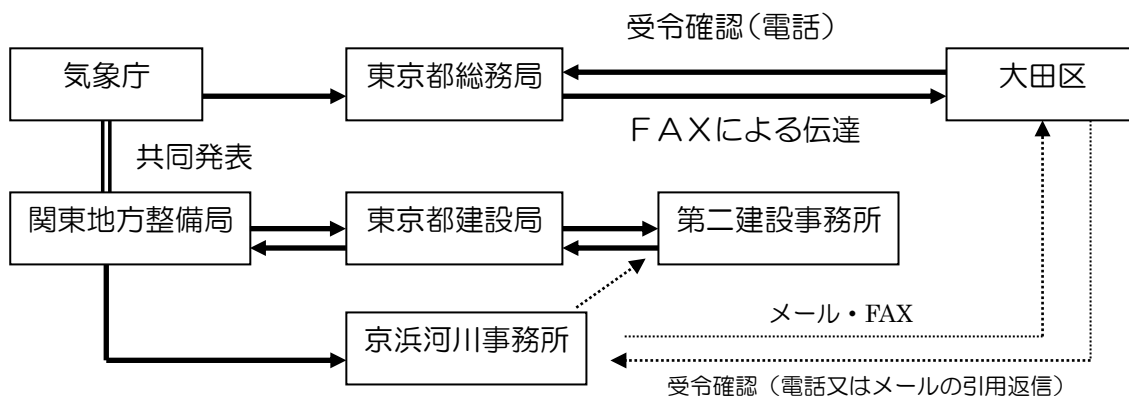 受令確認（電話）
気象庁
東京都総務局
大田区
ＦＡＸによる伝達
共同発表
関東地方整備局
東京都建設局
第二建設事務所
メール・FAX
京浜河川事務所
受令確認（電話又はメールの引用返信）